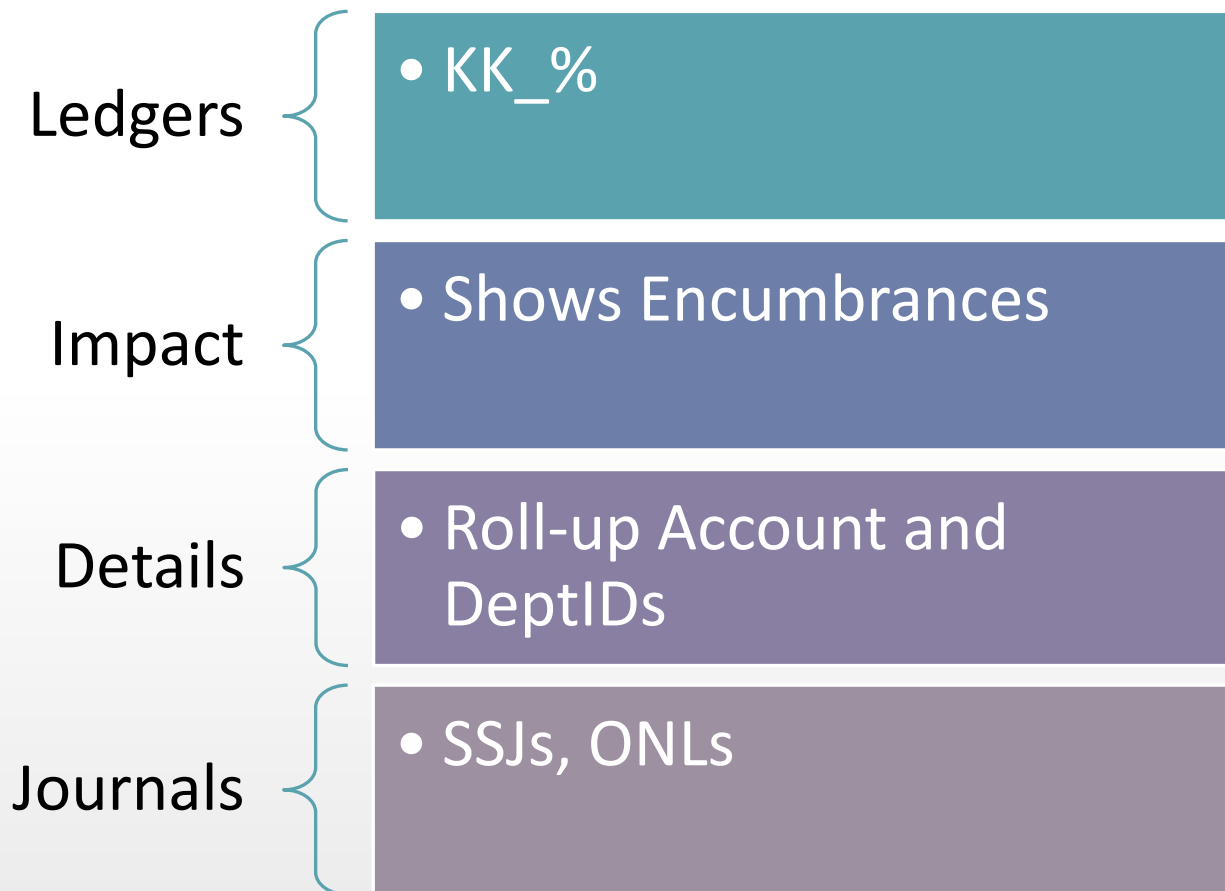 Ledgers
• KK_%
Impact
• Shows Encumbrances
Details
• Roll-up Account and
DeptIDs
Journals
• SSJs, ONLs